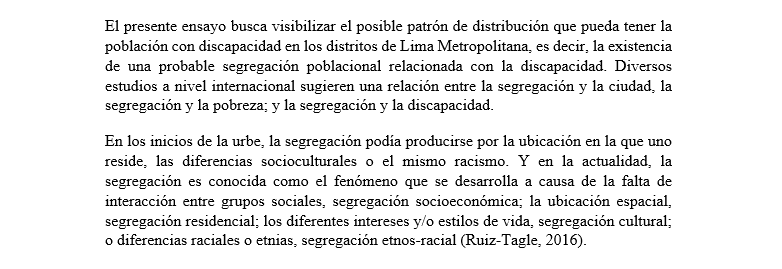 El presente ensayo busca visibilizar el posible patrón de distribución que pueda tener la
población con discapacidad en los distritos de Lima Metropolitana, es decir, la existencia
de una probable segregación poblacional relacionada con la discapacidad. Diversos
estudios a nivel internacional sugieren una relación entre la segregación y la ciudad, la
segregación y la pobreza; y la segregación y la discapacidad.
En los inicios de la urbe, la segregación podía producirse por la ubicación en la que uno
reside, las diferencias socioculturales o el mismo racismo. Y en la actualidad, la
segregación es conocida como el fenómeno que se desarrolla a causa de la falta de
interacción entre grupos sociales, segregación socioeconómica; la ubicación espacial,
segregación residencial; los diferentes intereses y/o estilos de vida, segregación cultural;
o diferencias raciales o etnias, segregación etnos-racial (Ruiz-Tagle, 2016).